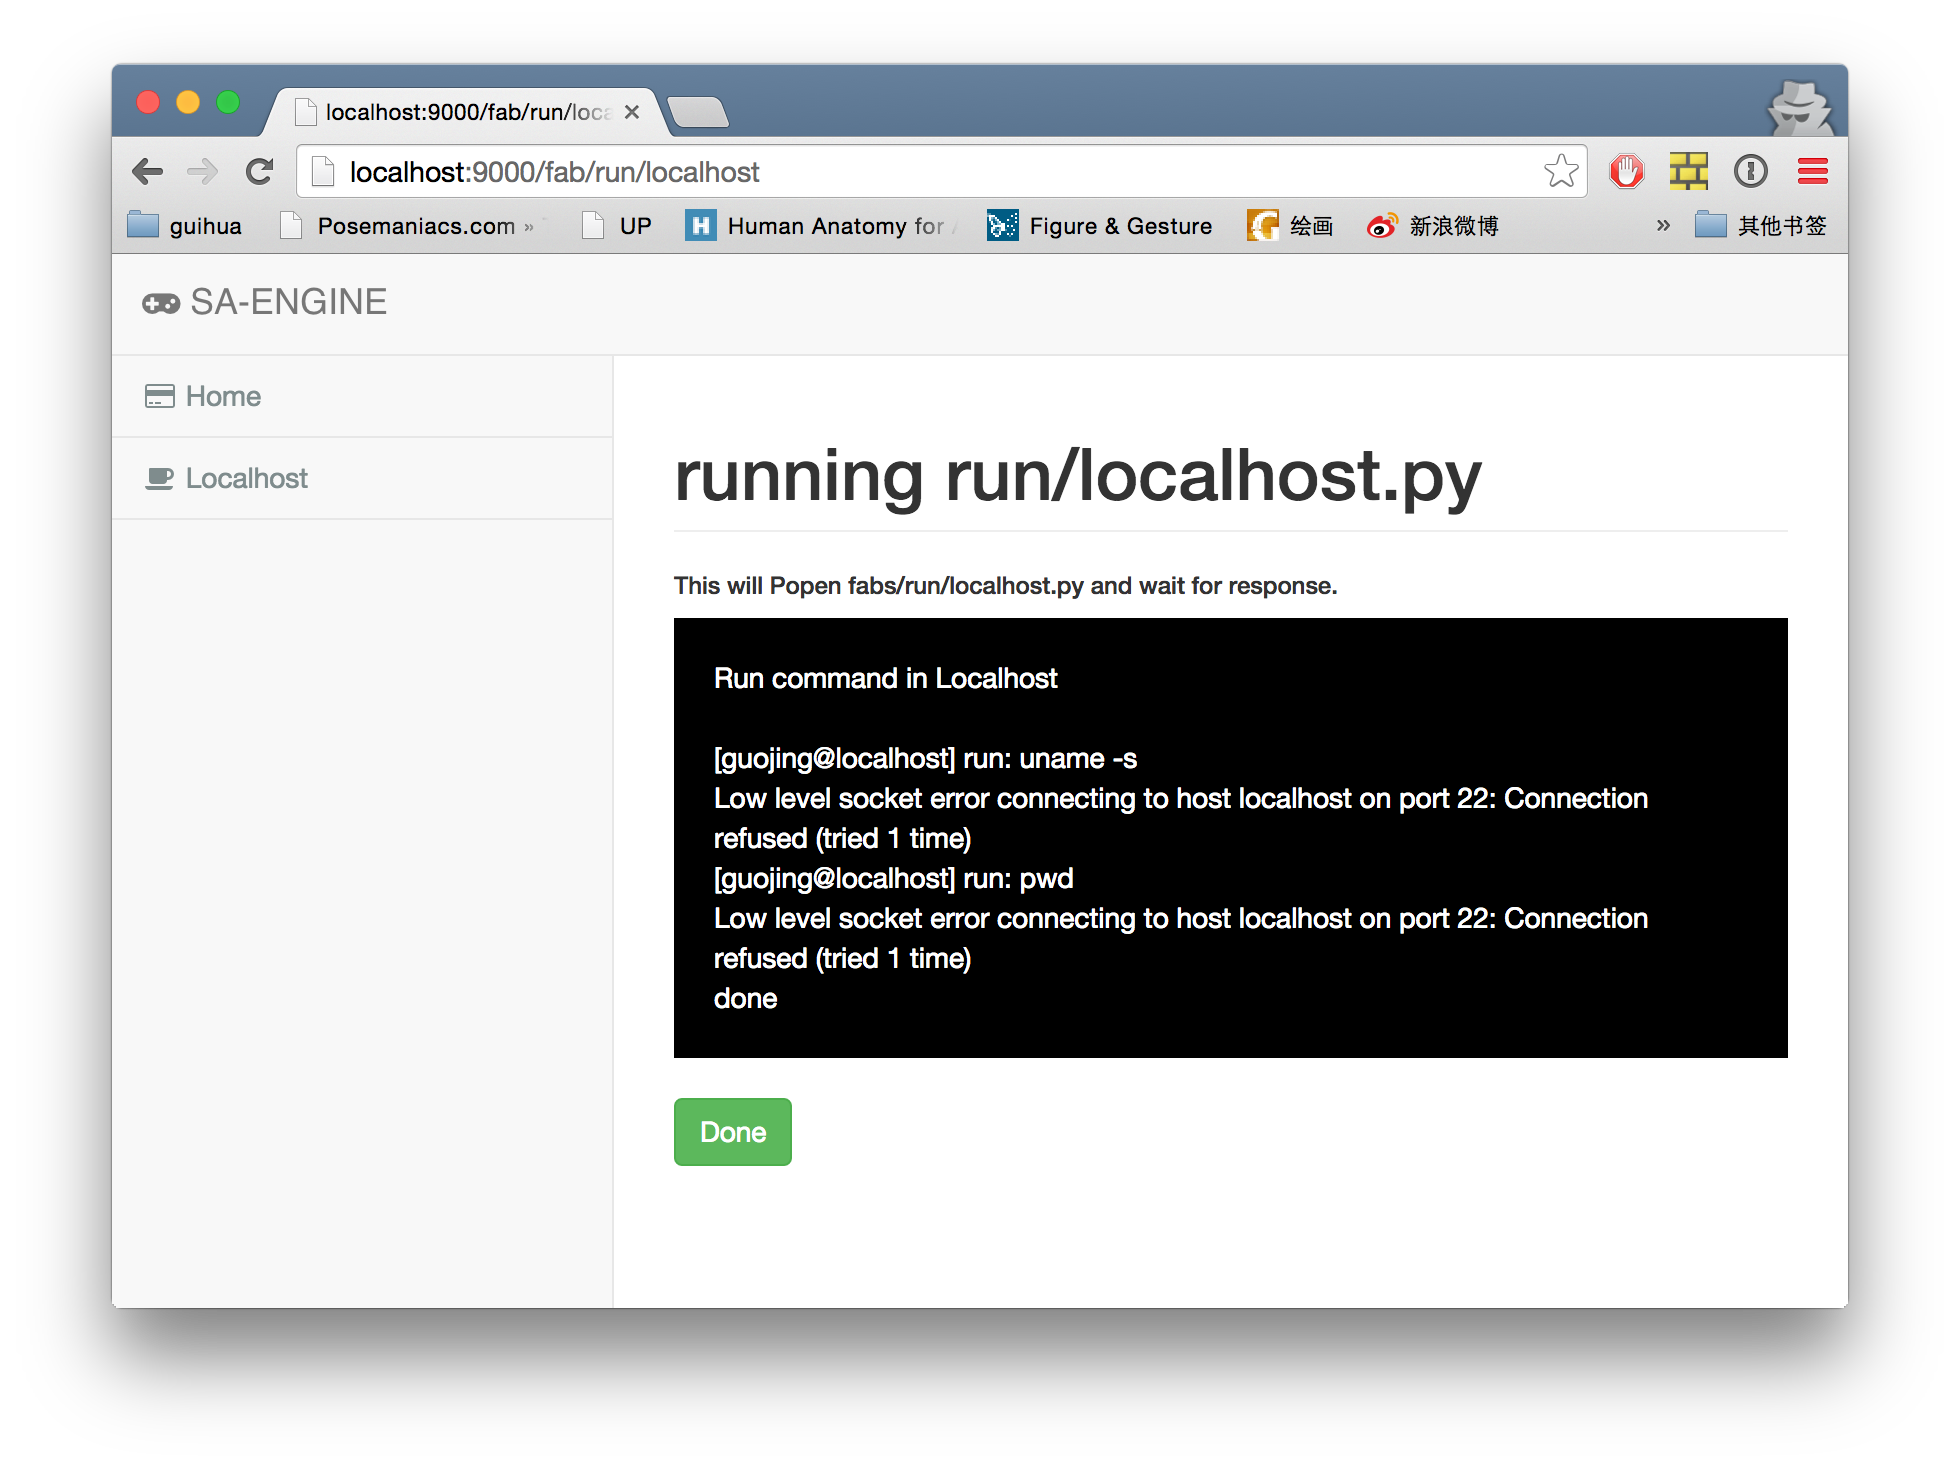 localhost:9000/fab/run/loca
localhost:9000/fab/run/localhost
guihua
Posemaniacs.com »
UP
H
Human Anatomy for
Figure & Gesture
绘画
新浪微博
»
其他书签
SA-ENGINE
Home
Localhost
running run/localhost.py
This will Popen fabs/run/localhost.py and wait for response.
Run command in Localhost
[guojing@localhost] run: uname -s
Low level socket error connecting to host localhost on port 22: Connection
refused (tried 1 time)
[guojing@localhost] run: pwd
Low level socket error connecting to host localhost on port 22: Connection
refused (tried 1 time)
done
Done